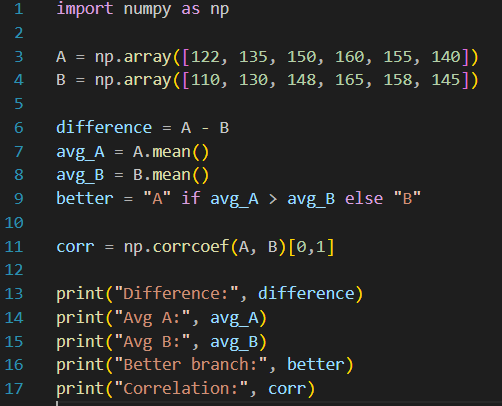 1 import numpy as np
2
3 A = np.array([122, 135, 150, 160, 155, 140])
4 B = np.array([110, 130, 148, 165, 158, 145])
5
6 difference = A - B
7 avg_A = A.mean()
8 avg_B = B.mean()
9 better = "A" if avg_A > avg_B else "B"
10
11 corr = np.corrcoef(A, B)[0,1]
12
13 print("Difference:", difference)
14 print("Avg A:", avg_A)
15 print("Avg B:", avg_B)
16 print("Better branch:", better)
17 print("Correlation:", corr)